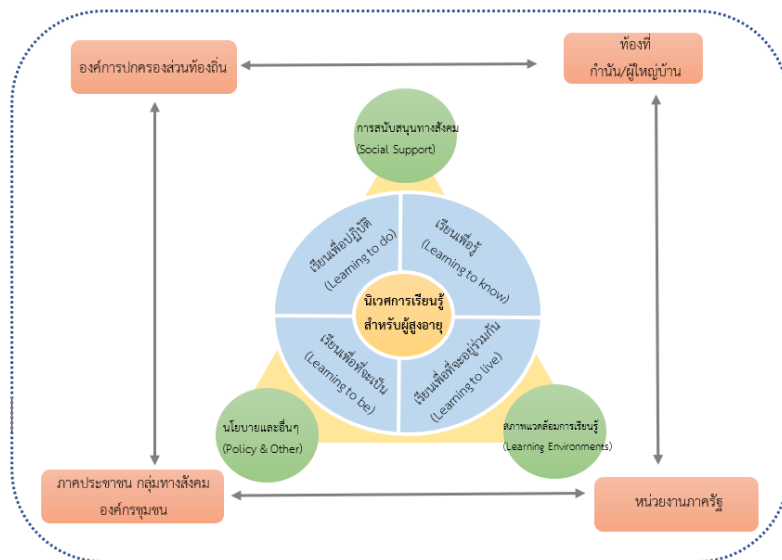 องค์การปกครองส่วนท้องถิ่น
ท้องที่
กำนัน/ผู้ใหญ่บ้าน
การสนับสนุนทางสังคม
(Social Support)
เรียนเพื่อปฏิบัติ
(Learning to do)
เรียนเพื่อรู้
(Learning to know)
นิเวศการเรียนรู้
สำหรับผู้สูงอายุ
เรียนเพื่อที่จะเป็น
(Learning to be)
เรียนเพื่อที่จะอยู่ร่วมกัน
(Learning to live)
นโยบายและอื่นๆ
(Policy & Other)
สภาพแวดล้อมการเรียนรู้
(Learning Environments)
ภาคประชาชน กลุ่มทางสังคม
องค์กรชุมชน
หน่วยงานภาครัฐ